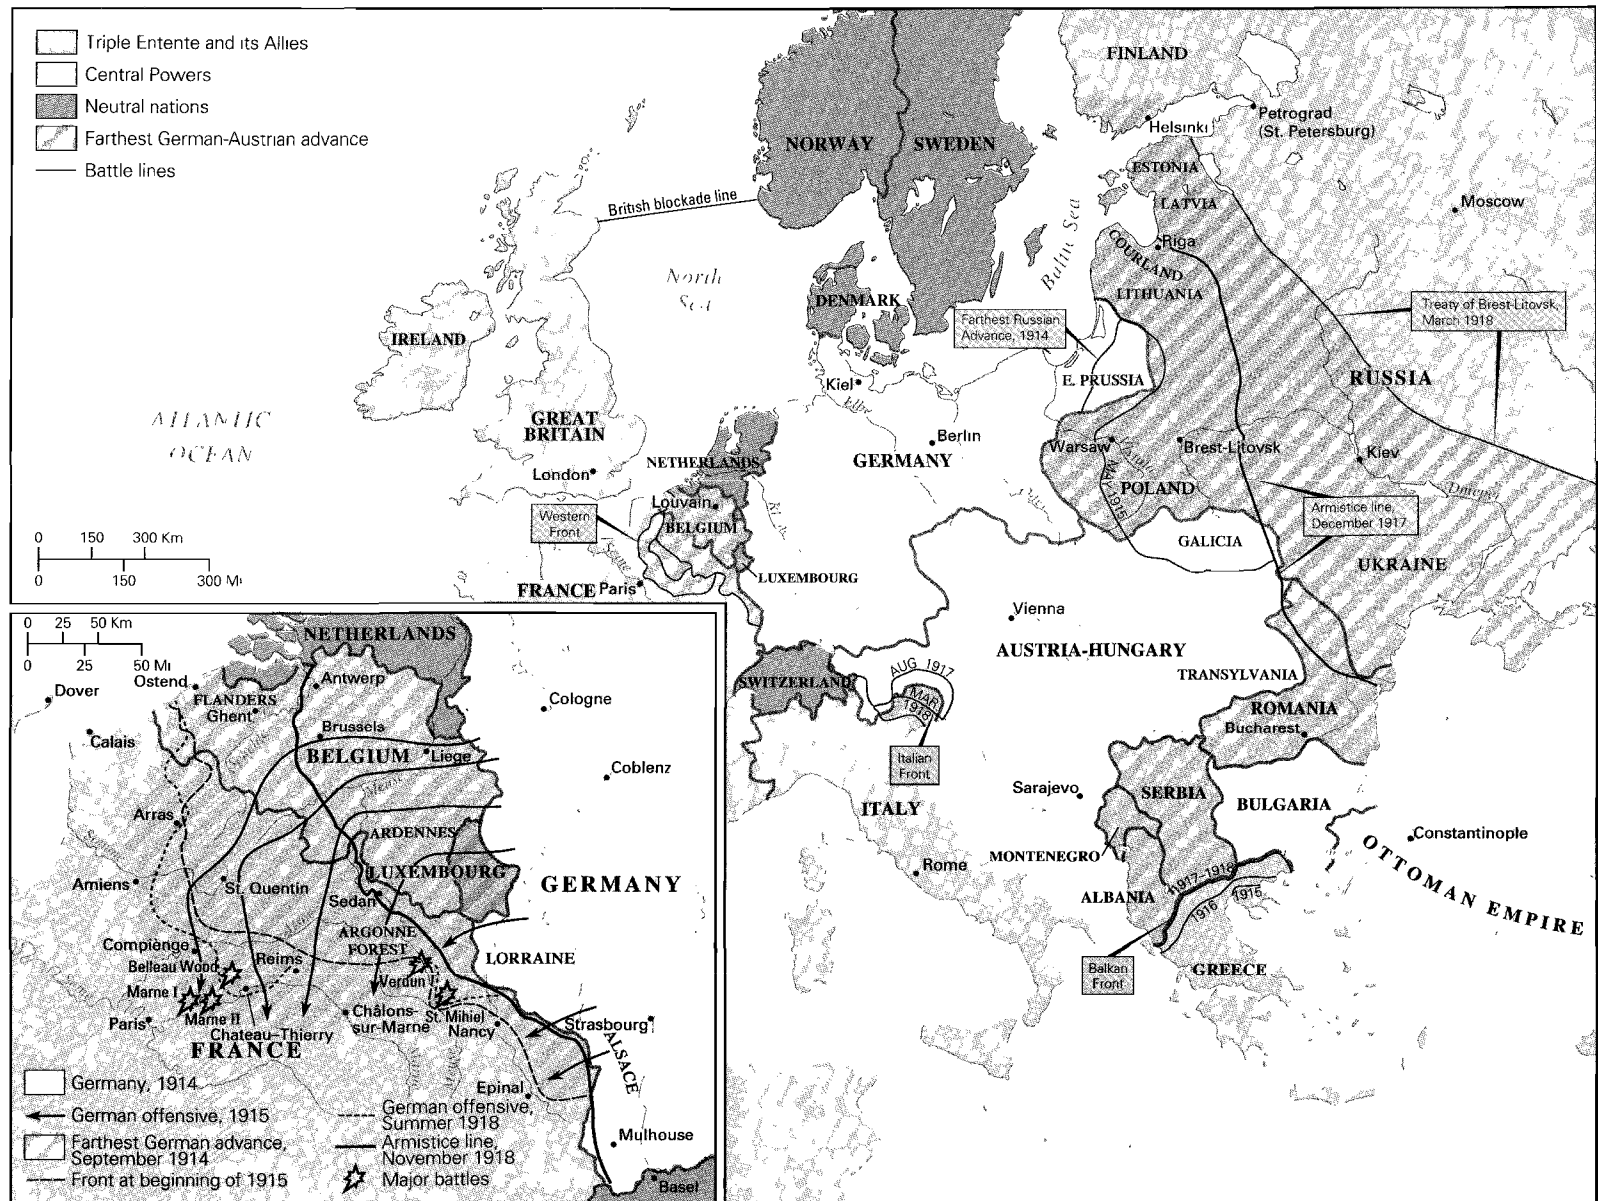 Triple Entente and its Allies
Central Powers
Neutral nations
Farthest German-Austrian advance
Battle lines
NORWAY
SWEDEN
FINLAND
Helsinki
Petrograd
(St. Petersburg)
ESTONIA
LATVIA
Moscow
British blockade line
North
Sea
Baltic Sea
Riga
COURLAND
LITHUANIA
DENMARK
Farthest Russian
Advance, 1914
Treaty of Brest-Litovsk,
March 1918
IRELAND
Kiel
Elbe
E. PRUSSIA
RUSSIA
ATLANTIC
OCEAN
GREAT
BRITAIN
London
NETHERLANDS
Berlin
GERMANY
Warsaw
Brest-Litovsk
Kiev
MAY 1915
POLAND
Dnieper
Louvain
BELGIUM
Western
Front
Armistice line,
December 1917
GALICIA
UKRAINE
0 150 300 Km
0 150 300 Mi
Seine
FRANCE
Paris
LUXEMBOURG
Vienna
AUSTRIA-HUNGARY
TRANSYLVANIA
SWITZERLAND
AUG 1917
MAR
1918
Italian
Front
ROMANIA
Bucharest
Sarajevo
SERBIA
BULGARIA
ITALY
Rome
MONTENEGRO
ALBANIA
1917–1918
1916
1915
Constantinople
OTTOMAN EMPIRE
Balkan
Front
GREECE
0 25 50 Km
0 25 50 Mi
NETHERLANDS
Dover
Ostend
Antwerp
FLANDERS
Ghent
Cologne
Calais
Brussels
BELGIUM
Liege
Coblenz
Arras
ARDENNES
Amiens
St. Quentin
LUXEMBOURG
Sedan
GERMANY
Compiègne
ARGONNE
FOREST
Belleau Wood
Reims
LORRAINE
Marne I
Verdun
Paris
Marne II
Chateau-Thierry
Châlons-
sur-Marne
St. Mihiel
Nancy
Strasbourg
FRANCE
ALSACE
Epinal
Mulhouse
Basel
Germany, 1914
German offensive, 1915
Farthest German advance,
September 1914
Front at beginning of 1915
German offensive,
Summer 1918
Armistice line,
November 1918
Major battles